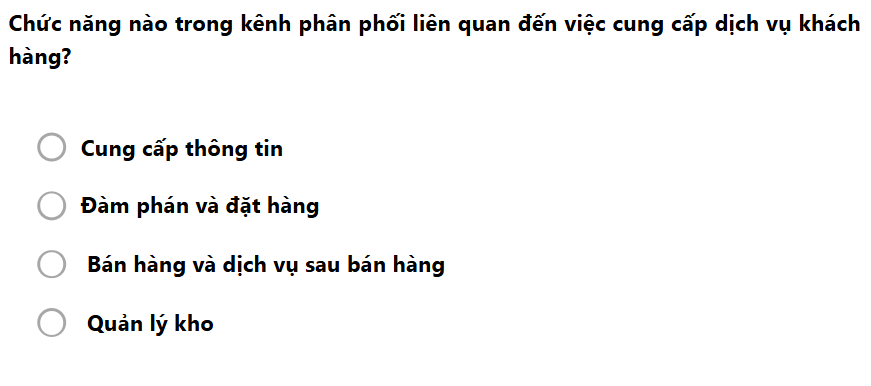 Chức năng nào trong kênh phân phối liên quan đến việc cung cấp dịch vụ khách
hàng?
Cung cấp thông tin
Đàm phán và đặt hàng
Bán hàng và dịch vụ sau bán hàng
Quản lý kho